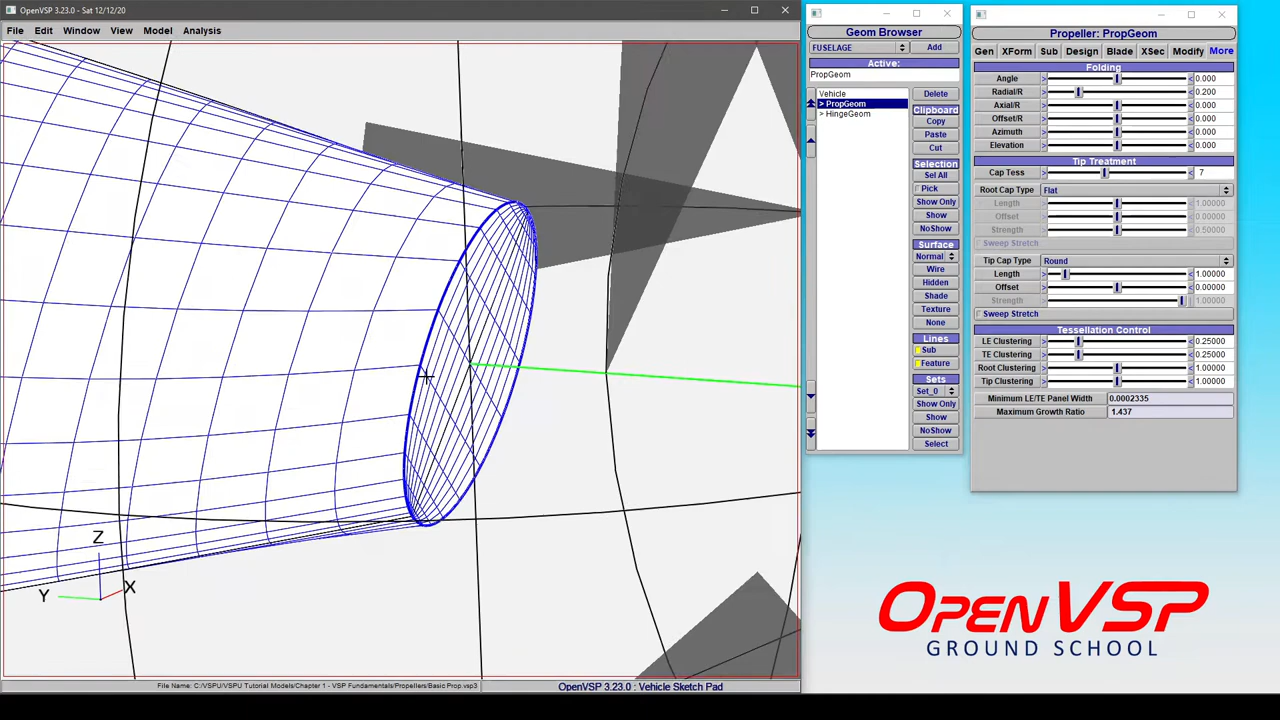 OpenVSP 3.23.0 - Sat 12/12/20
File Edit Window View Model Analysis
Z
Y X
File Name: C:/VSPU/VSPU Tutorial Models/Chapter 1 - VSP Fundamentals/Propellers/Basic Prop.vsp3
OpenVSP 3.23.0 : Vehicle Sketch Pad
Geom Browser
FUSELAGE Add
Active:
PropGeom
Vehicle
> PropGeom
> HingeGeom
Delete
Clipboard
Copy
Paste
Cut
Selection
Sel All
Pick
Show Only
Show
NoShow
Surface
Normal
Wire
Hidden
Shade
Texture
None
Lines
Sub
Feature
Sets
Set_0
Show Only
Show
NoShow
Select
Propeller: PropGeom
Gen XForm Sub Design Blade XSec Modify More
Folding
Angle > < 0.000
Radial/R > < 0.200
Axial/R > < 0.000
Offset/R > < 0.000
Azimuth > < 0.000
Elevation > < 0.000
Tip Treatment
Cap Tess > < 7
Root Cap Type Flat
Length > < 1.00000
Offset > < 0.00000
Strength > < 0.50000
Sweep Stretch
Tip Cap Type Round
Length > < 1.00000
Offset > < 0.00000
Strength > < 1.00000
Sweep Stretch
Tessellation Control
LE Clustering > < 0.25000
TE Clustering > < 0.25000
Root Clustering > < 1.00000
Tip Clustering > < 1.00000
Minimum LE/TE Panel Width 0.0002335
Maximum Growth Ratio 1.437
OpenVSP
GROUND SCHOOL